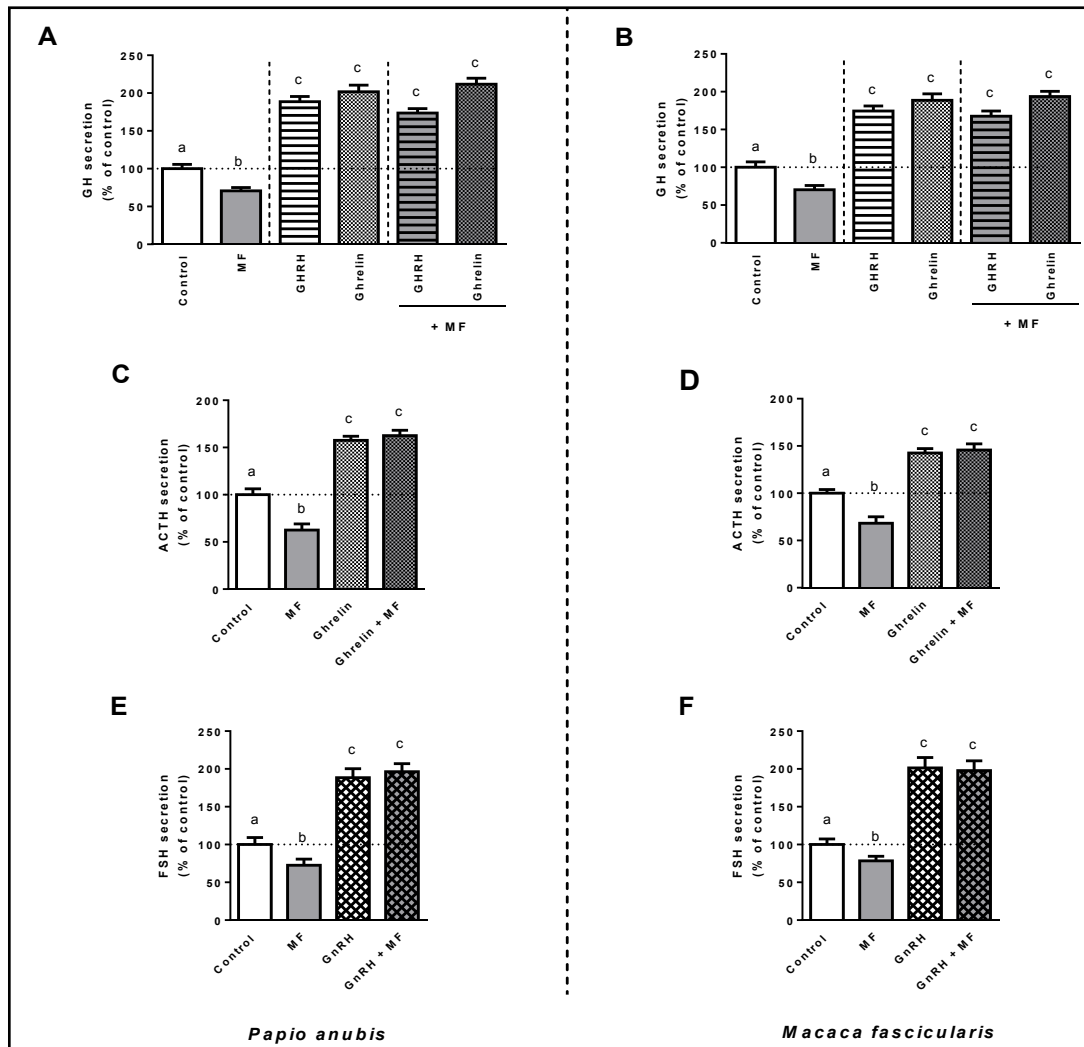 A
GH secretion
(% of control)
250
200
150
100
50
0
a
b
c
c
c
c
Control
MF
GHRH
Ghrelin
GHRH
Ghrelin
+ MF
B
GH secretion
(% of control)
250
200
150
100
50
0
a
b
c
c
c
c
Control
MF
GHRH
Ghrelin
GHRH
Ghrelin
+ MF
C
ACTH secretion
(% of control)
200
150
100
50
0
a
b
c
c
Control
MF
Ghrelin
Ghrelin + MF
D
ACTH secretion
(% of control)
200
150
100
50
0
a
b
c
c
Control
MF
Ghrelin
Ghrelin + MF
E
FSH secretion
(% of control)
250
200
150
100
50
0
a
b
c
c
Control
MF
GnRH
GnRH + MF
F
FSH secretion
(% of control)
250
200
150
100
50
0
a
b
c
c
Control
MF
GnRH
GnRH + MF
Papio anubis
Macaca fascicularis